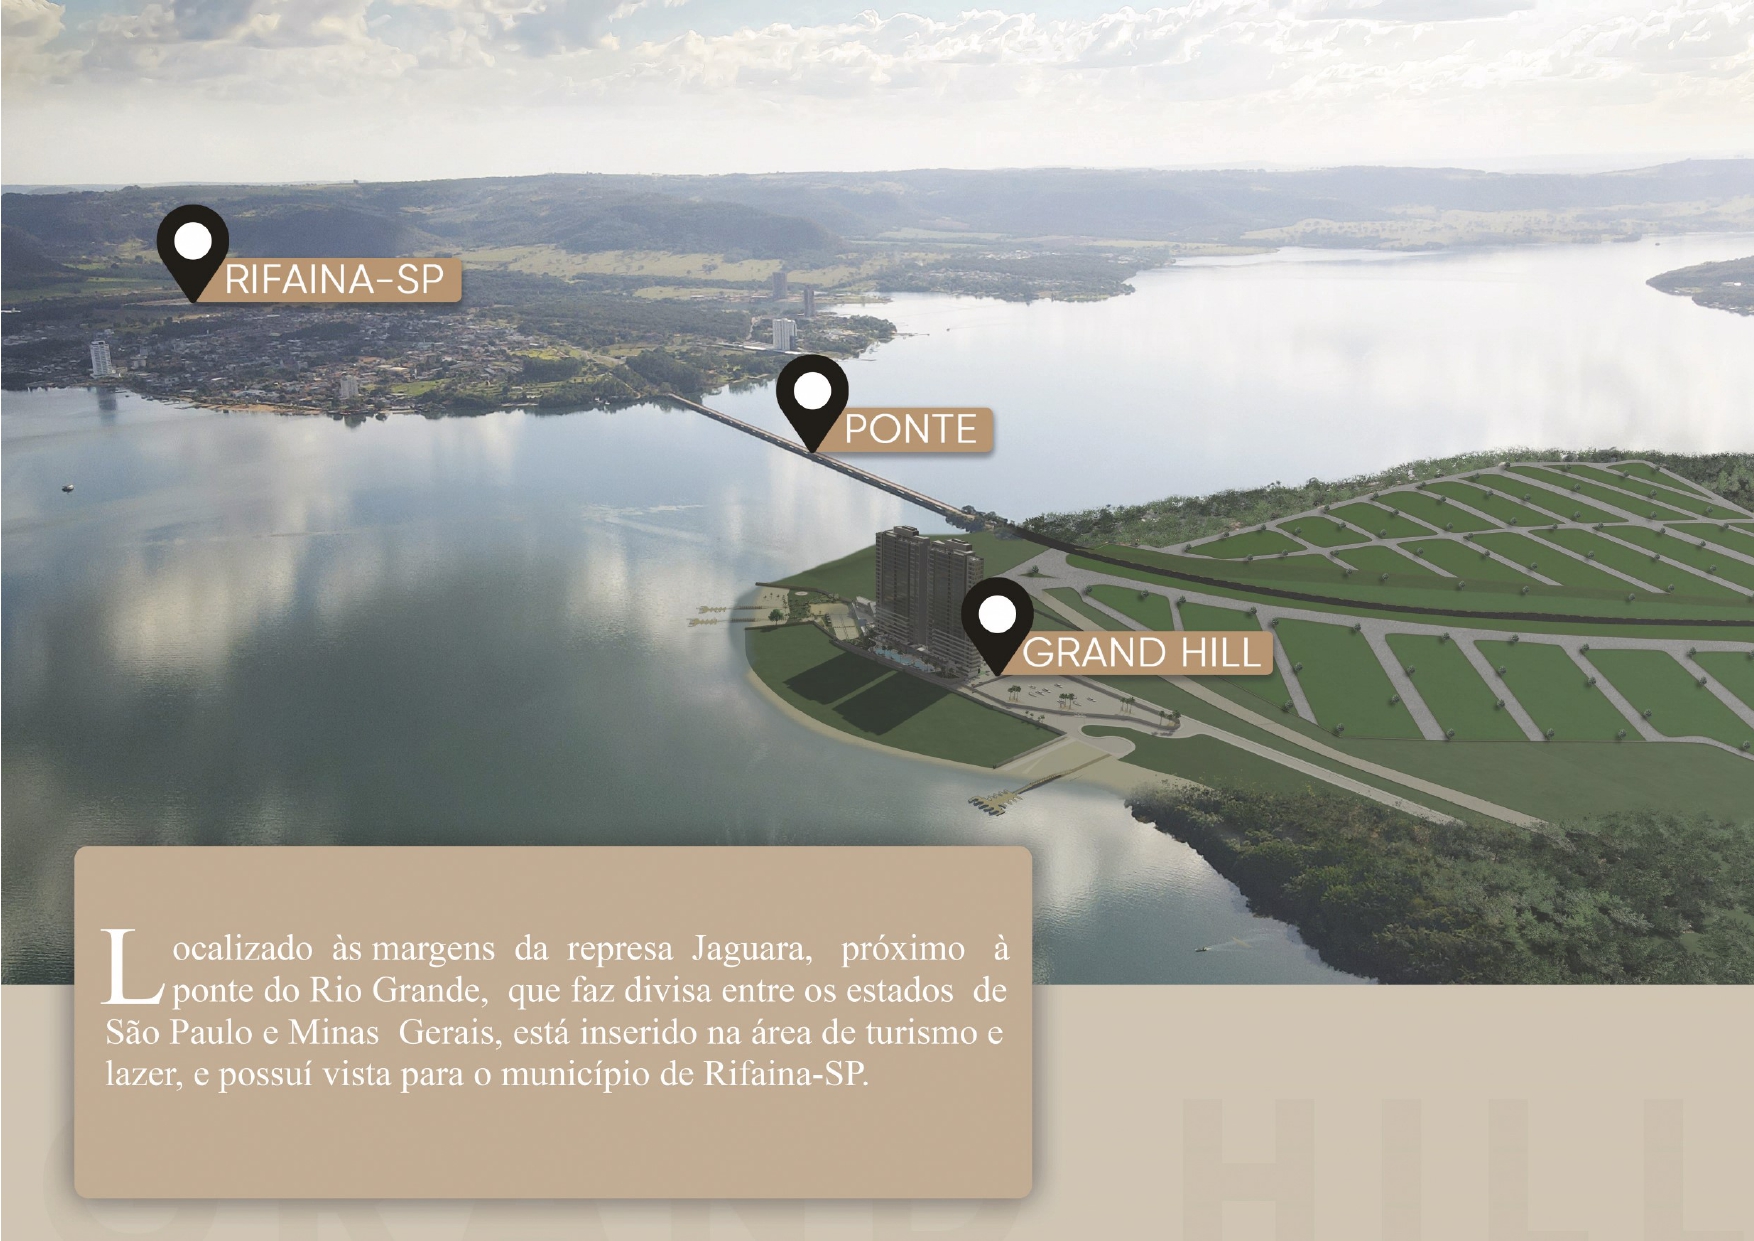 RIFAINA-SP
PONTE
GRAND HILL
Localizado às margens da represa Jaguara, próximo à
ponte do Rio Grande, que faz divisa entre os estados de
São Paulo e Minas Gerais, está inserido na área de turismo e
lazer, e possuí vista para o município de Rifaina-SP.
GRAND HILL